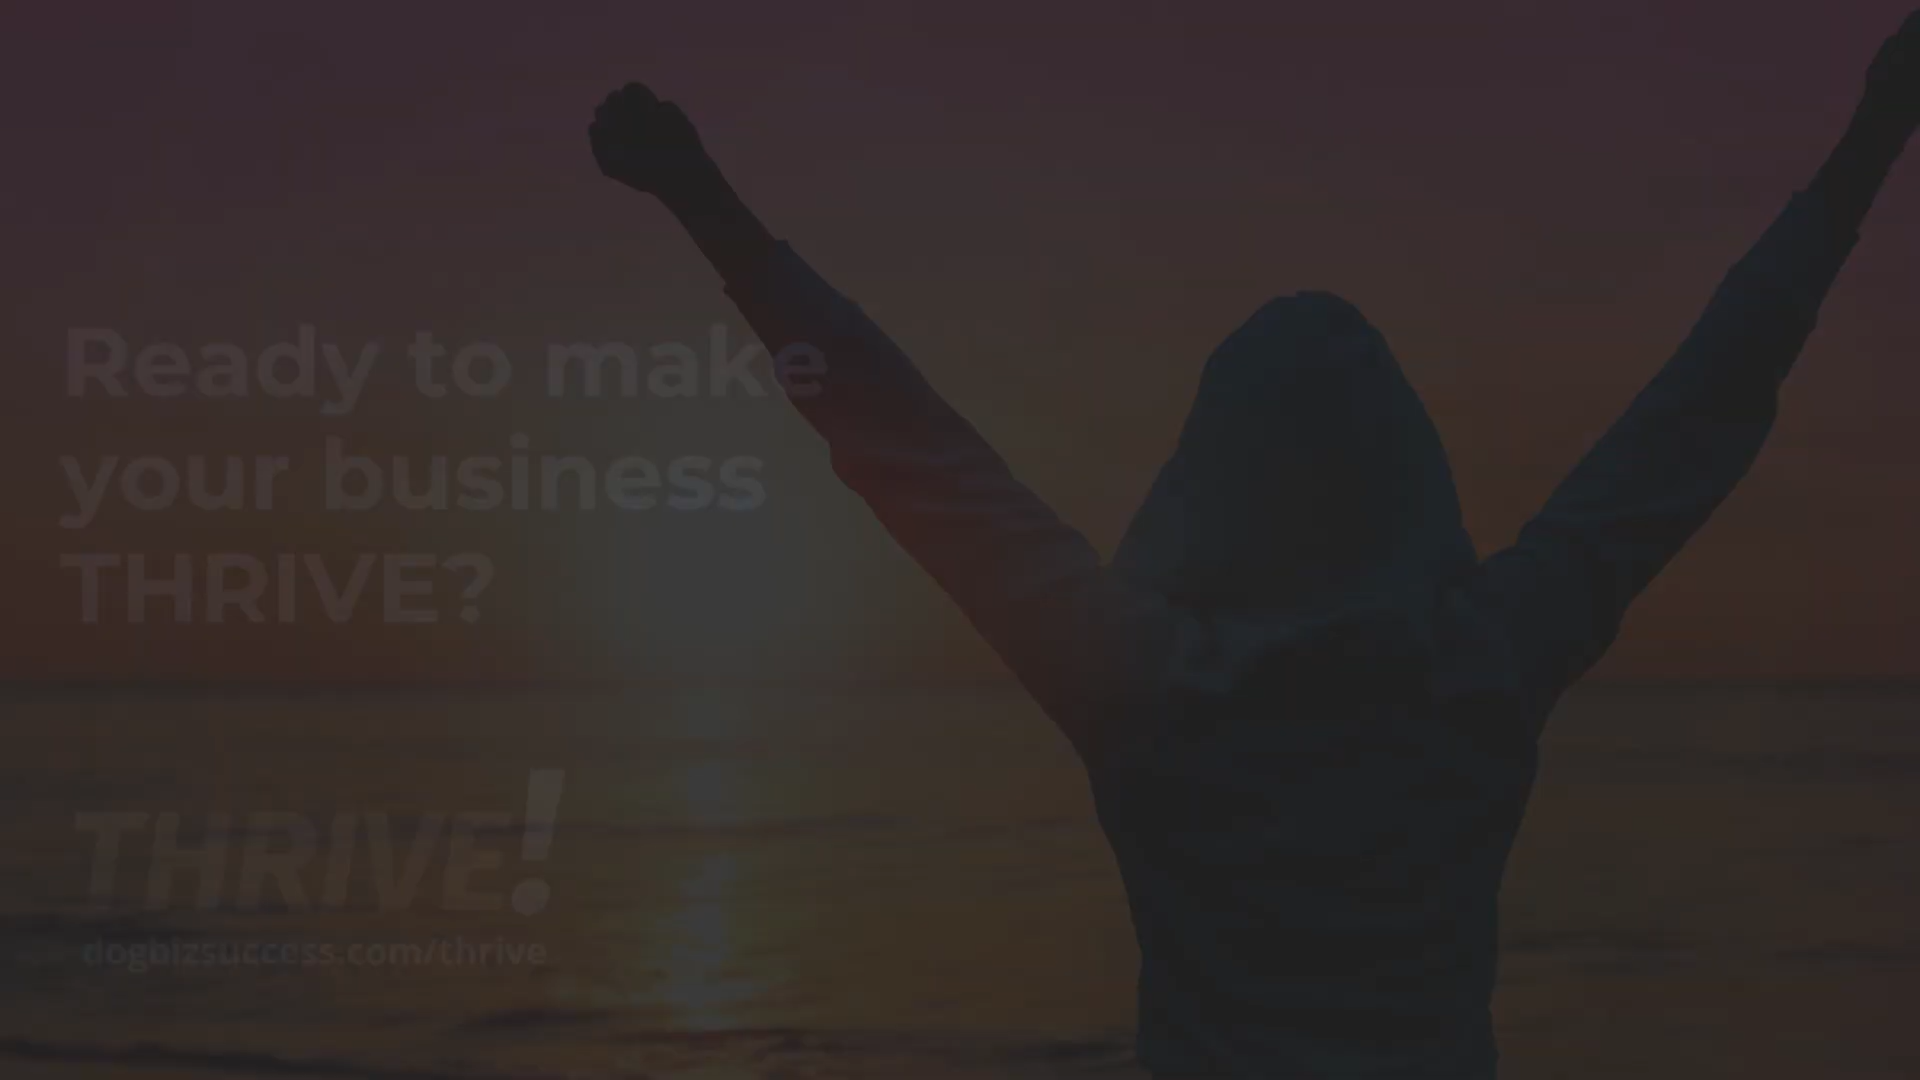 Ready to make
your business
THRIVE?
THRIVE!
dogbizsuccess.com/thrive